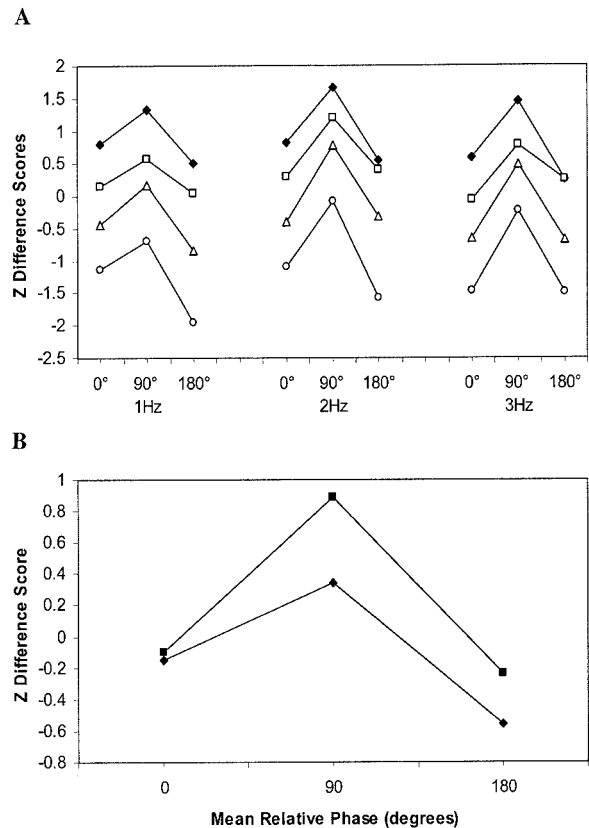 A
2
1.5
1
0.5
0
-0.5
-1
-1.5
-2
-2.5
Z Difference Scores
0° 90° 180° 0° 90° 180° 0° 90° 180°
1Hz 2Hz 3Hz
B
1
0.8
0.6
0.4
0.2
0
-0.2
-0.4
-0.6
-0.8
Z Difference Score
0 90 180
Mean Relative Phase (degrees)